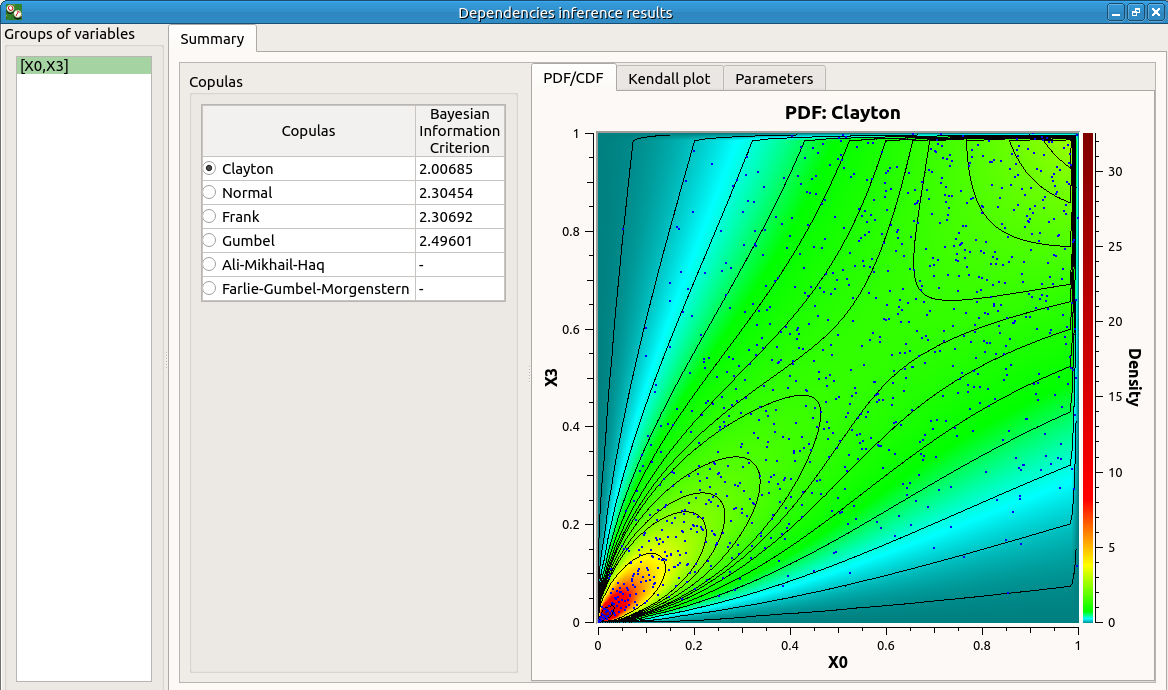 Dependencies inference results
Groups of variables
[X0,X3]
Summary
Copulas
Copulas
Bayesian
Information
Criterion
Clayton 2.00685
Normal 2.30454
Frank 2.30692
Gumbel 2.49601
Ali-Mikhail-Haq -
Farlie-Gumbel-Morgenstern -
PDF/CDF Kendall plot Parameters
PDF: Clayton
1
0.8
0.6
0.4
0.2
0
X3
0 0.2 0.4 0.6 0.8 1
X0
30
25
20
15
10
5
0
Density